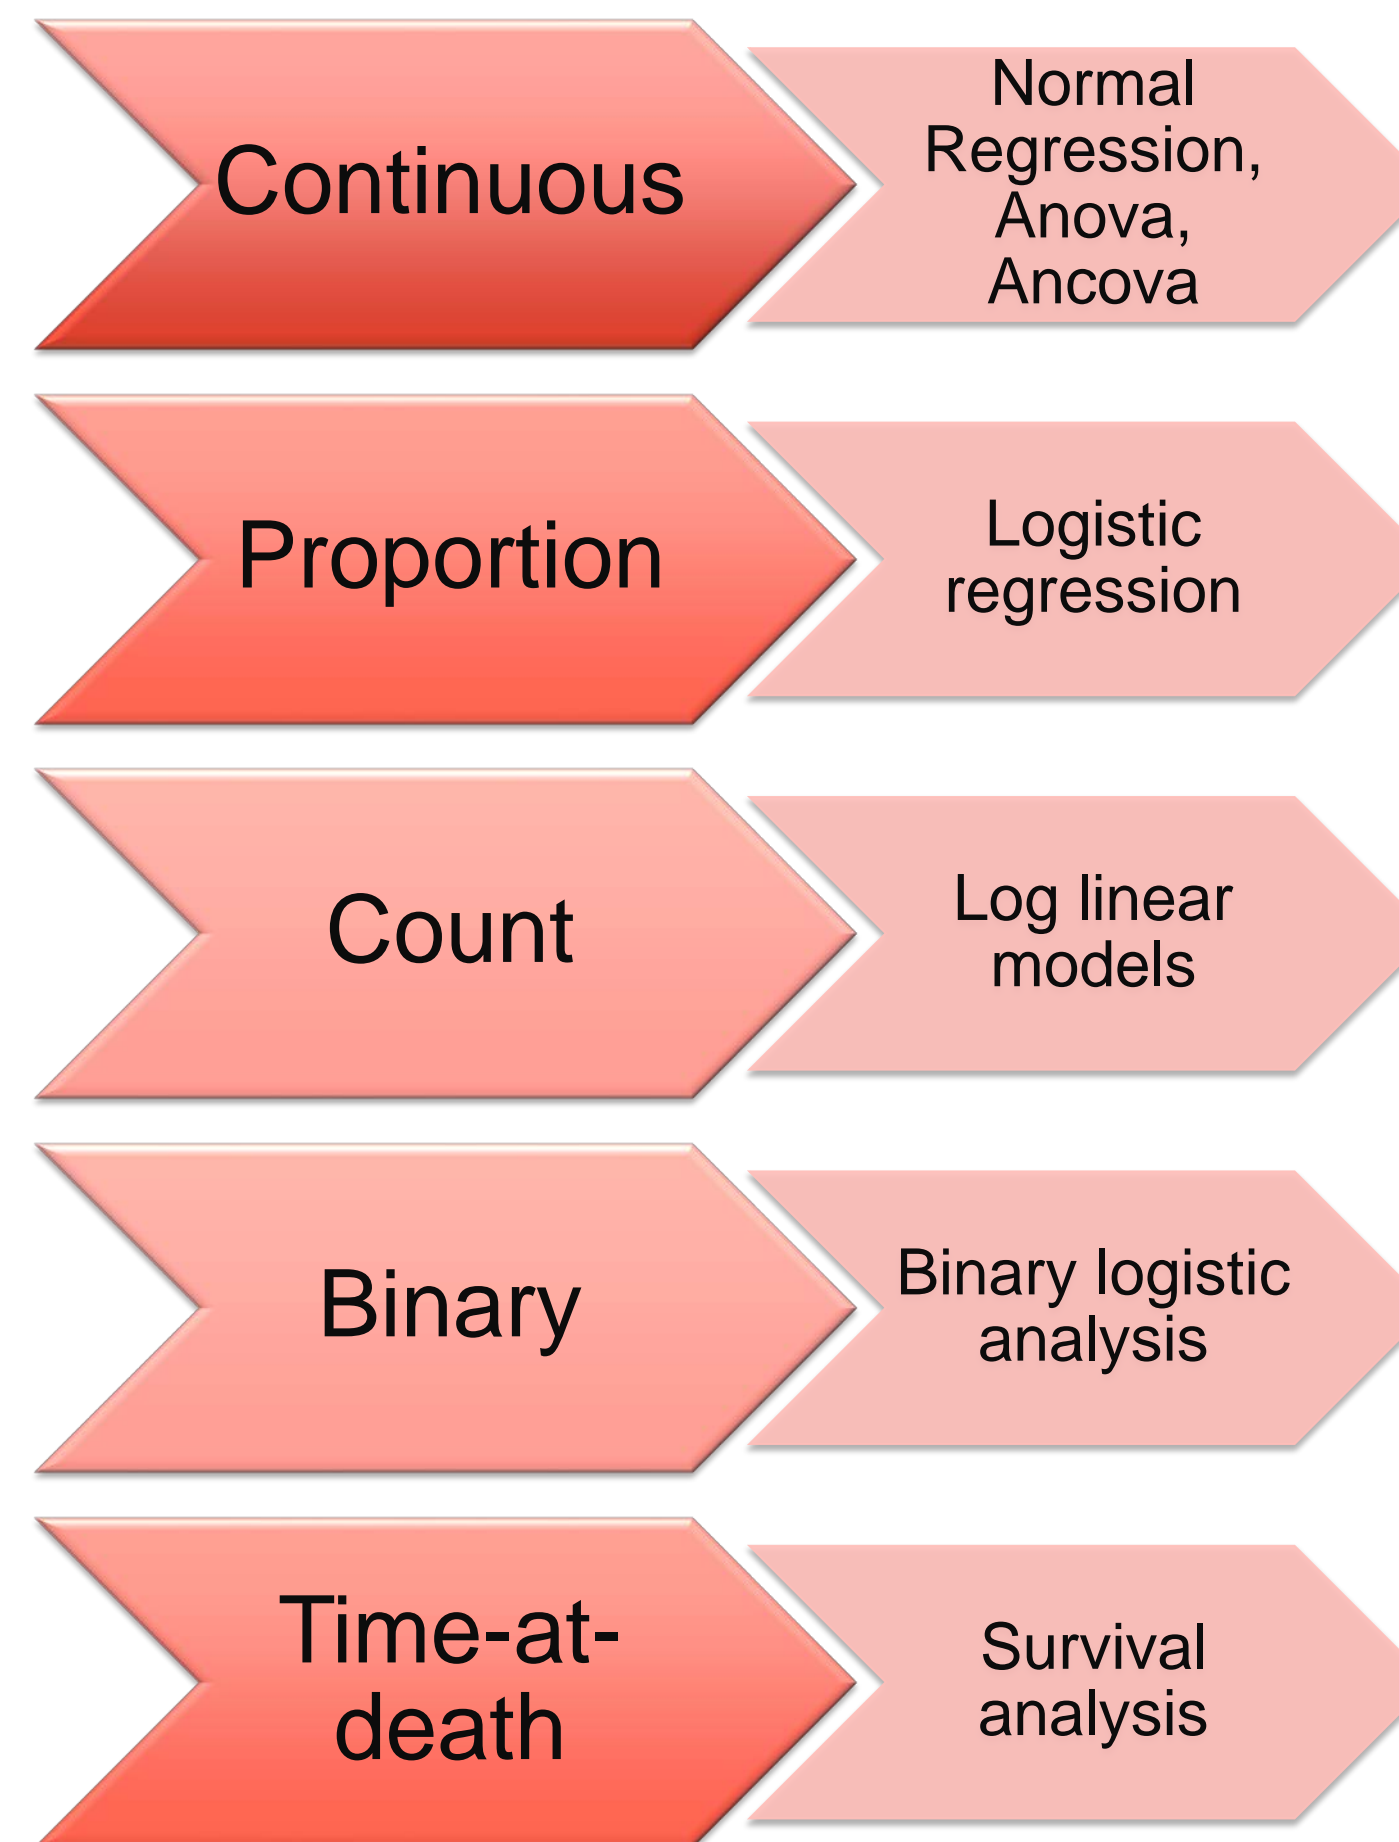 Continuous
Normal
Regression,
Anova,
Ancova
Proportion
Logistic
regression
Count
Log linear
models
Binary
Binary logistic
analysis
Time-at-
death
Survival
analysis